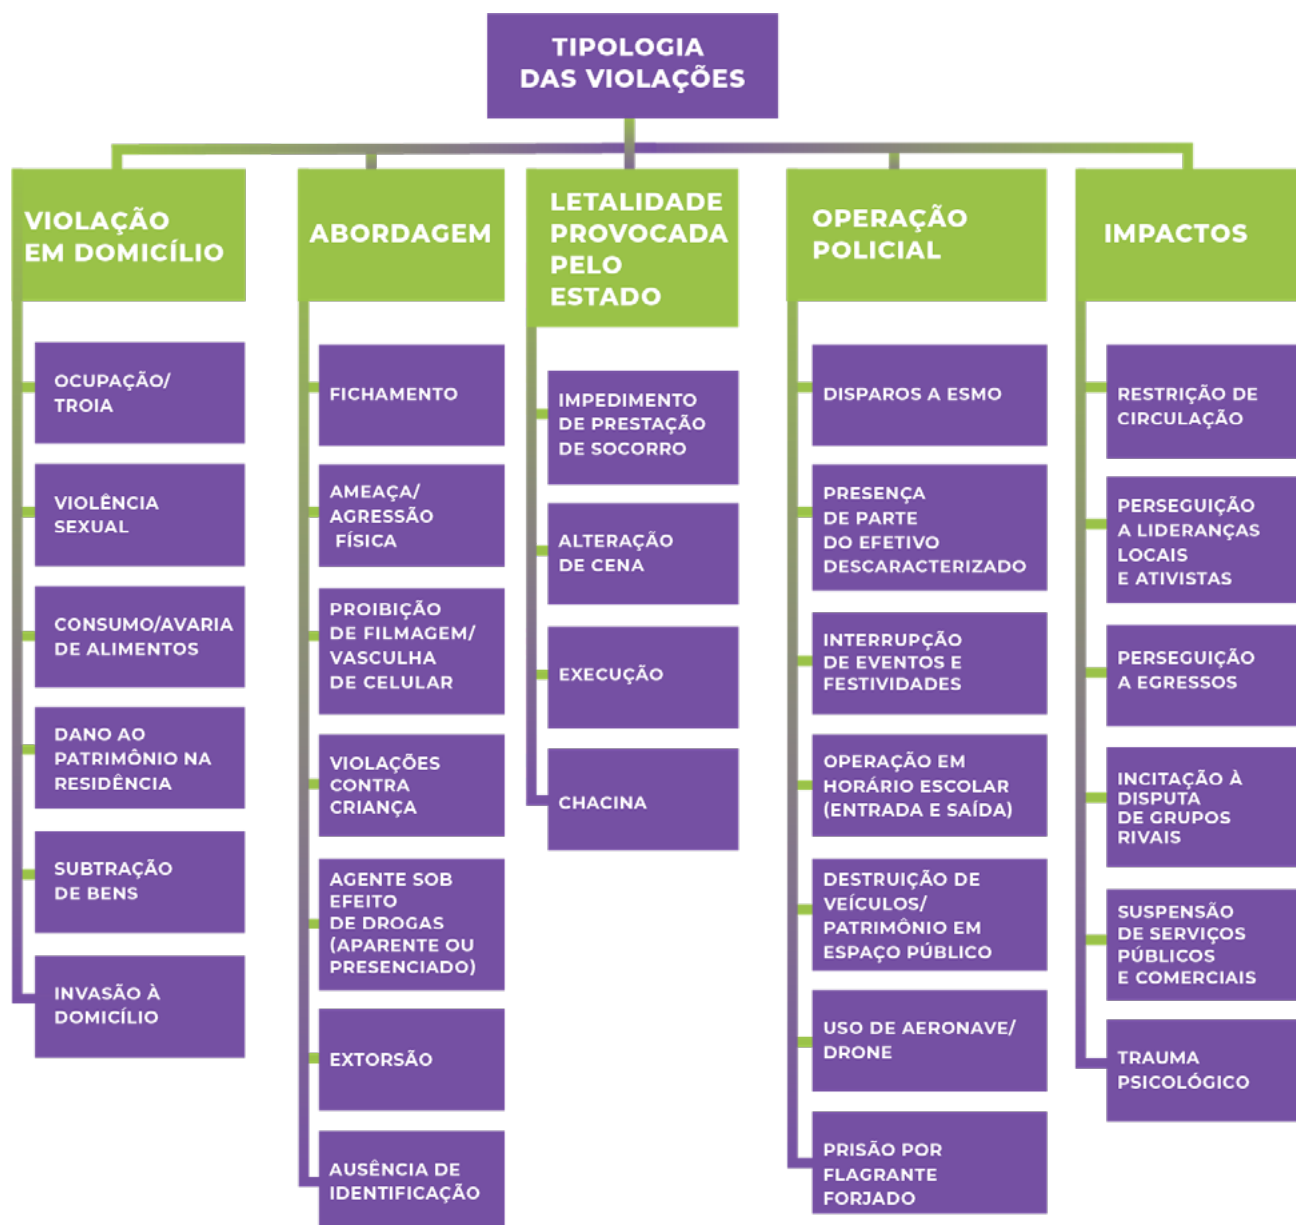 TIPOLOGIA
DAS VIOLAÇÕES
VIOLAÇÃO
EM DOMICÍLIO
OCUPAÇÃO/
TROIA
VIOLÊNCIA
SEXUAL
CONSUMO/AVARIA
DE ALIMENTOS
DANO AO
PATRIMÔNIO NA
RESIDÊNCIA
SUBTRAÇÃO
DE BENS
INVASÃO À
DOMICÍLIO
ABORDAGEM
FICHAMENTO
AMEAÇA/
AGRESSÃO
FÍSICA
PROIBIÇÃO
DE FILMAGEM/
VASCULHA
DE CELULAR
VIOLAÇÕES
CONTRA
CRIANÇA
AGENTE SOB
EFEITO
DE DROGAS
(APARENTE OU
PRESENCIADO)
EXTORSÃO
AUSÊNCIA DE
IDENTIFICAÇÃO
LETALIDADE
PROVOCADA
PELO
ESTADO
IMPEDIMENTO
DE PRESTAÇÃO
DE SOCORRO
ALTERAÇÃO
DE CENA
EXECUÇÃO
CHACINA
OPERAÇÃO
POLICIAL
DISPAROS A ESMO
PRESENÇA
DE PARTE
DO EFETIVO
DESCARACTERIZADO
INTERRUPÇÃO
DE EVENTOS E
FESTIVIDADES
OPERAÇÃO EM
HORÁRIO ESCOLAR
(ENTRADA E SAÍDA)
DESTRUIÇÃO DE
VEÍCULOS/
PATRIMÔNIO EM
ESPAÇO PÚBLICO
USO DE AERONAVE/
DRONE
PRISÃO POR
FLAGRANTE
FORJADO
IMPACTOS
RESTRIÇÃO DE
CIRCULAÇÃO
PERSEGUIÇÃO
A LIDERANÇAS
LOCAIS
E ATIVISTAS
PERSEGUIÇÃO
A EGRESSOS
INCITAÇÃO À
DISPUTA
DE GRUPOS
RIVAIS
SUSPENSÃO
DE SERVIÇOS
PÚBLICOS
E COMERCIAIS
TRAUMA
PSICOLÓGICO